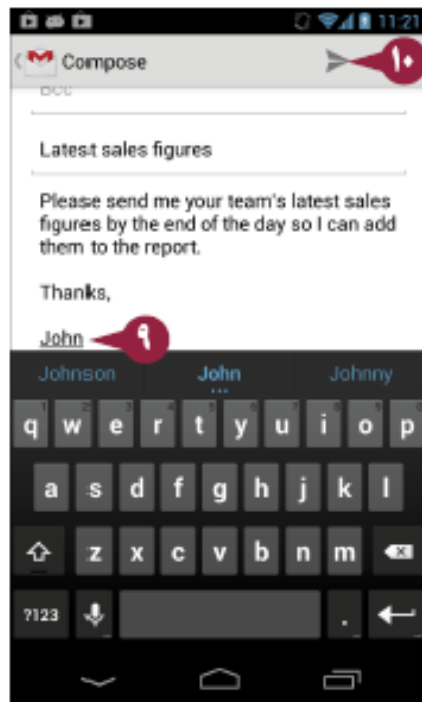 11:21
Compose
١٠
Bcc
Latest sales figures
Please send me your team's latest sales
figures by the end of the day so I can add
them to the report.
Thanks,
John
٩
Johnson John Johnny
q w e r t y u i o p
a s d f g h j k l
z x c v b n m
?123 .